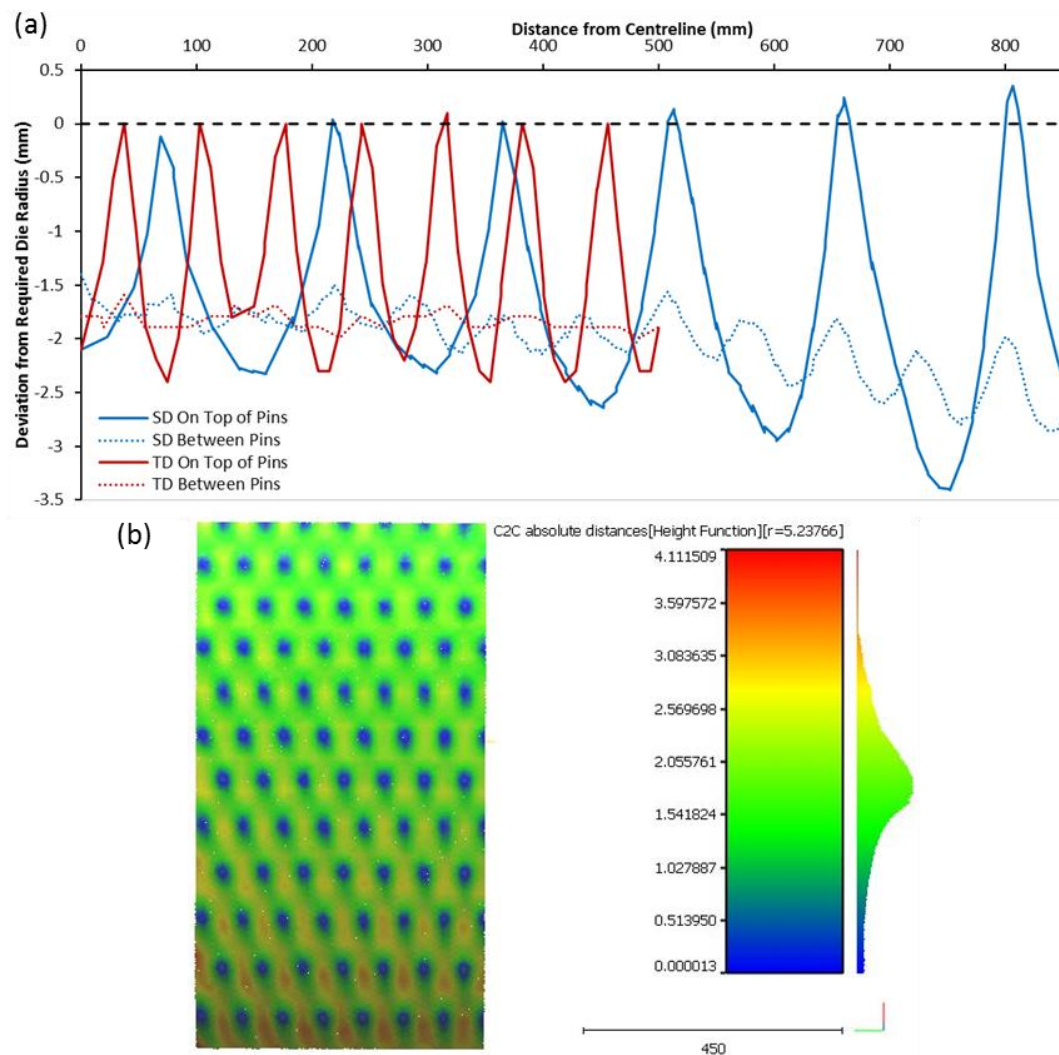 (a)
Distance from Centreline (mm)
0 100 200 300 400 500 600 700 800
Deviation from Required Die Radius (mm)
0.5
0
-0.5
-1
-1.5
-2
-2.5
-3
-3.5
SD On Top of Pins
SD Between Pins
TD On Top of Pins
TD Between Pins
(b)
C2C absolute distances[Height Function][r=5.23766]
4.111509
3.597572
3.083635
2.569698
2.055761
1.541824
1.027887
0.513950
0.000013
450